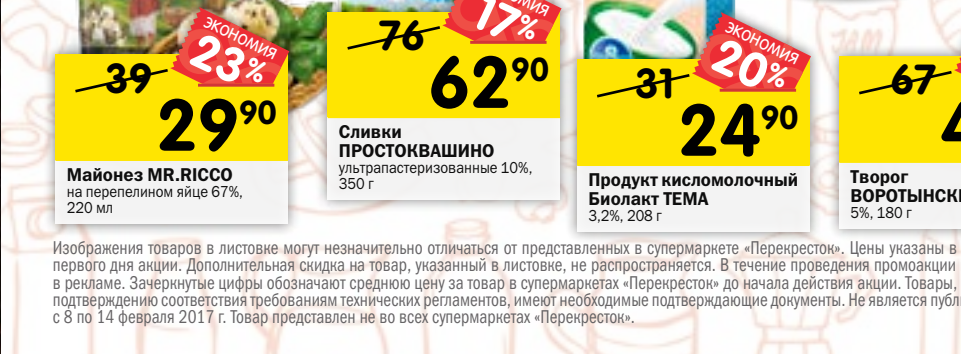 ЭКОНОМИЯ
23%
39
29 90
Майонез MR.RICCO
на перепелином яйце 67%,
220 мл
17%
76
62 90
Сливки
ПРОСТОКВАШИНО
ультрапастеризованные 10%,
350 г
ЭКОНОМИЯ
20%
31
24 90
Продукт кисломолочный
Биолакт ТЕМА
3,2%, 208 г
67
Творог
5%, 180 г
Изображения товаров в листовке могут незначительно отличаться от представленных в супермаркете «Перекресток». Цены указаны в
первого дня акции. Дополнительная скидка на товар, указанный в листовке, не распространяется. В течение проведения промоакции
в рекламе. Зачеркнутые цифры обозначают среднюю цену за товар в супермаркетах «Перекресток» до начала действия акции. Товары,
подтверждению соответствия требованиям технических регламентов, имеют необходимые подтверждающие документы. Не является
с 8 по 14 февраля 2017 г. Товар представлен не во всех супермаркетах «Перекресток».